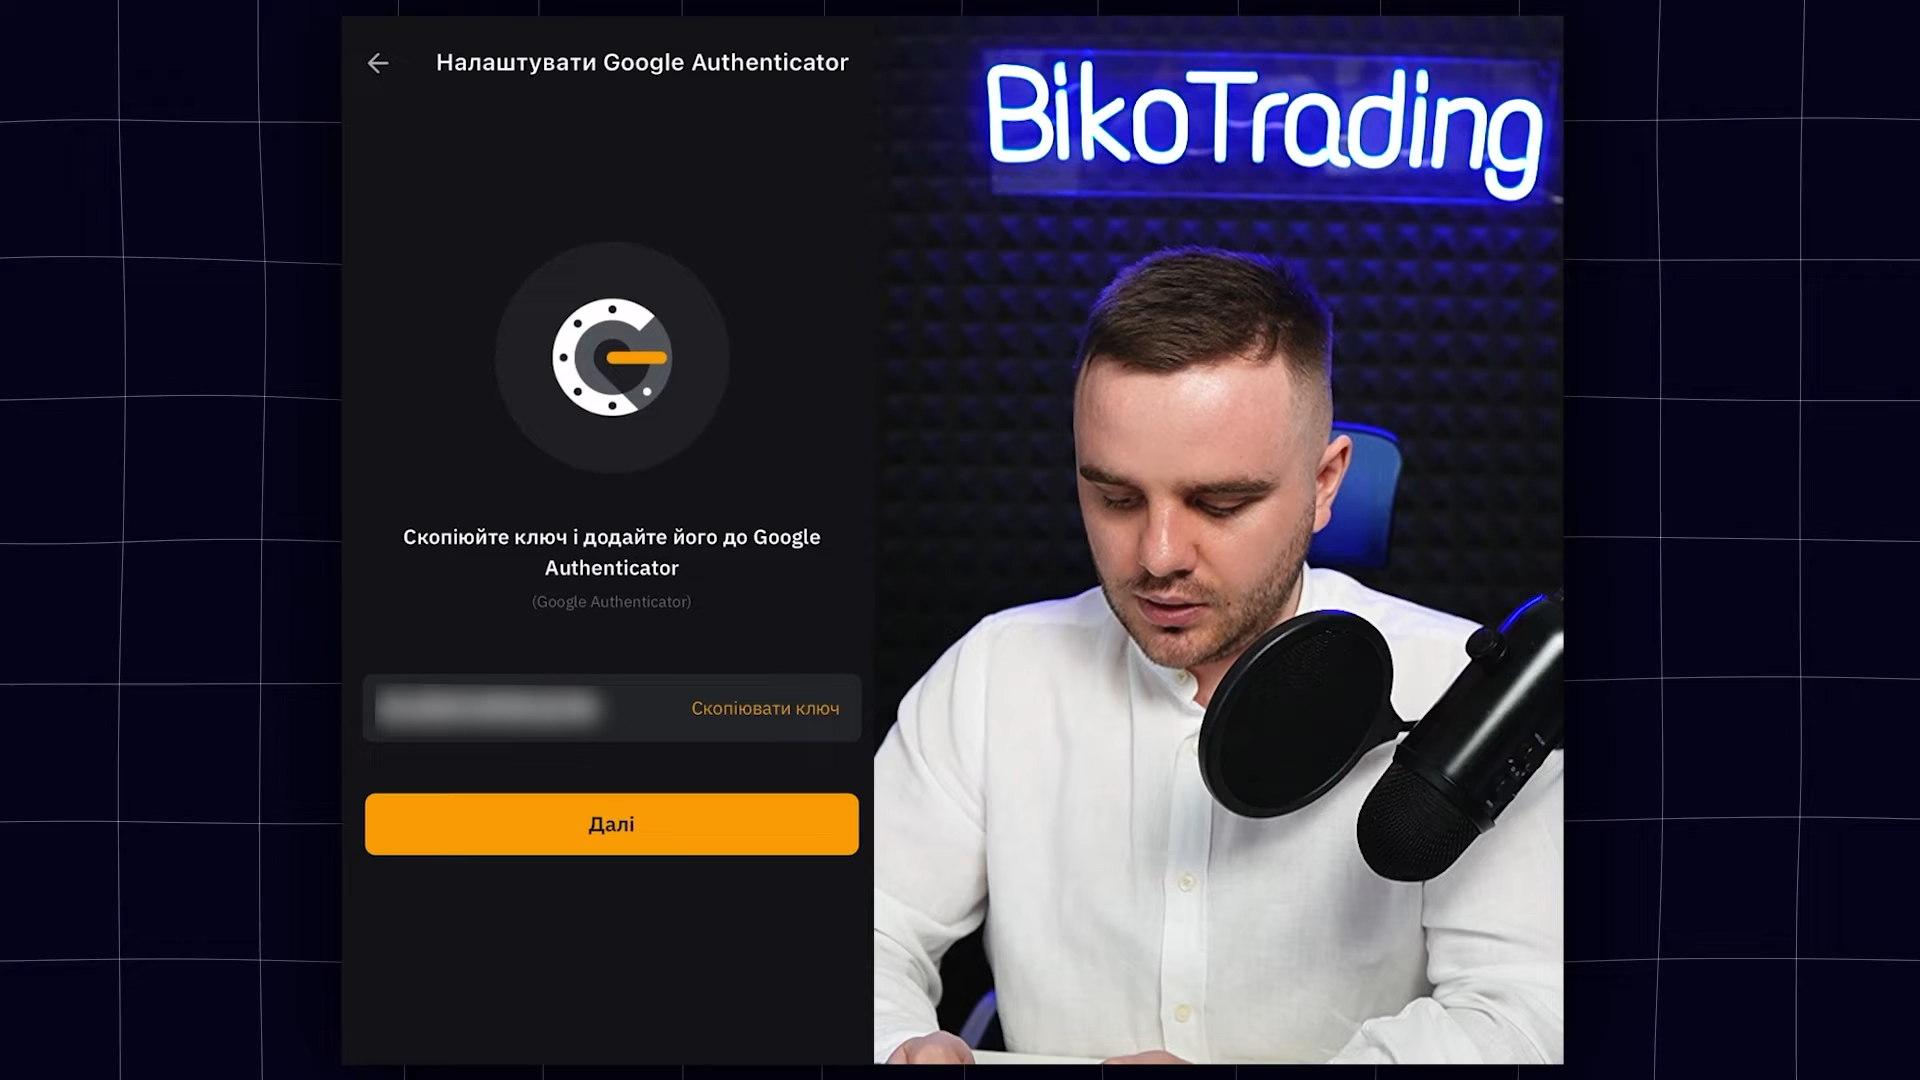 Налаштувати Google Authenticator
BikoTrading
Скопіюйте ключ і додайте його до Google
Authenticator
(Google Authenticator)
Скопіювати ключ
Далі